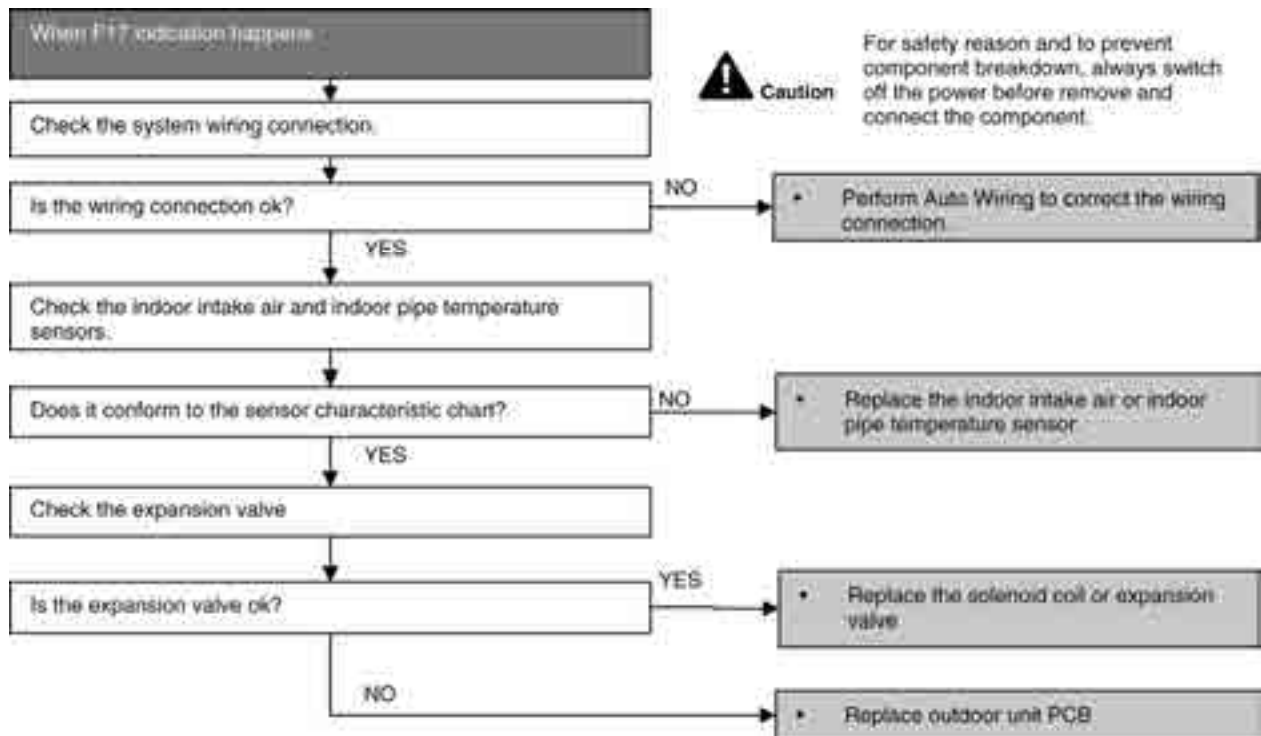 When F17 indication happens
Caution
For safety reason and to prevent
component breakdown, always switch
off the power before remove and
connect the component.
Check the system wiring connection.
Is the wiring connection ok?
NO
• Perform Auto Wiring to correct the wiring
connection
YES
Check the indoor intake air and indoor pipe temperature
sensors.
Does it conform to the sensor characteristic chart?
NO
• Replace the indoor intake air or indoor
pipe temperature sensor
YES
Check the expansion valve
Is the expansion valve ok?
YES
• Replace the solenoid coil or expansion
valve
NO
• Replace outdoor unit PCB